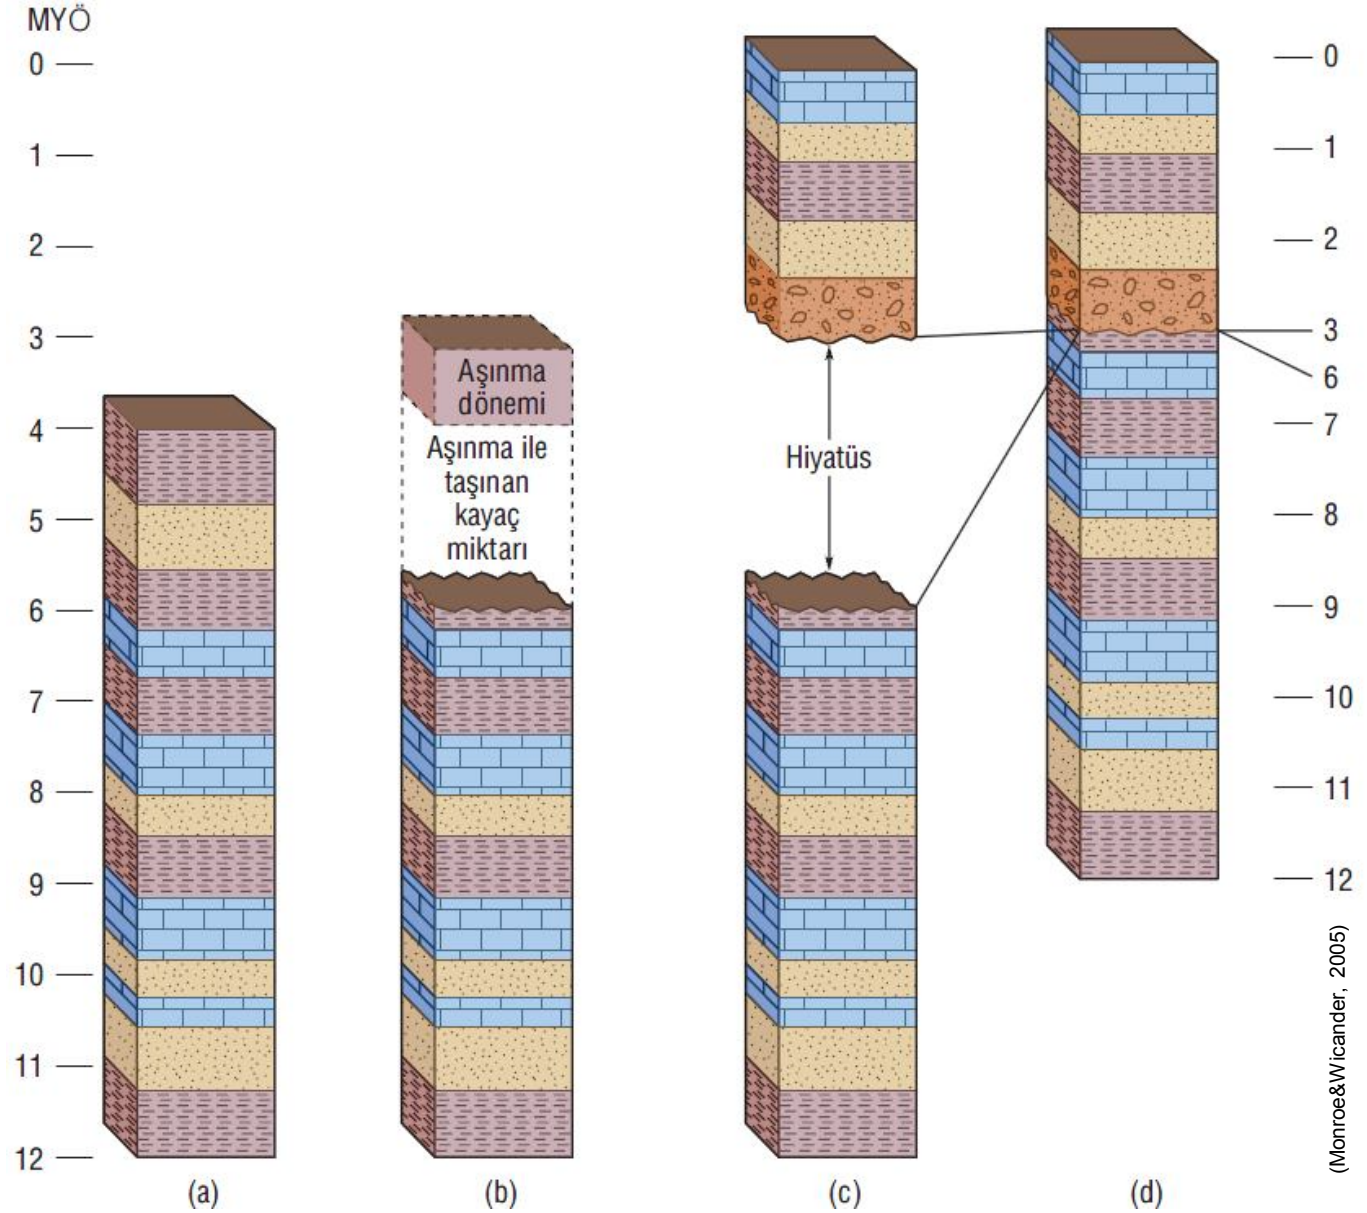 MYÖ
0
1
2
3
4
5
6
7
8
9
10
11
12
Aşınma
dönemi
Aşınma ile
taşınan
kayaç
miktarı
Hiyatüs
0
1
2
3
6
7
8
9
10
11
12
(a)
(b)
(c)
(d)
(Monroe&Wicander, 2005)